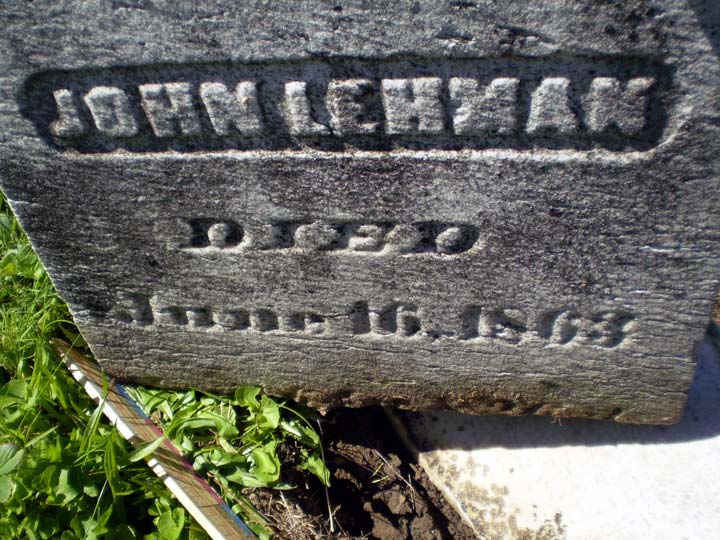 JOHN LEHMAN
DIED
June 16, 1863